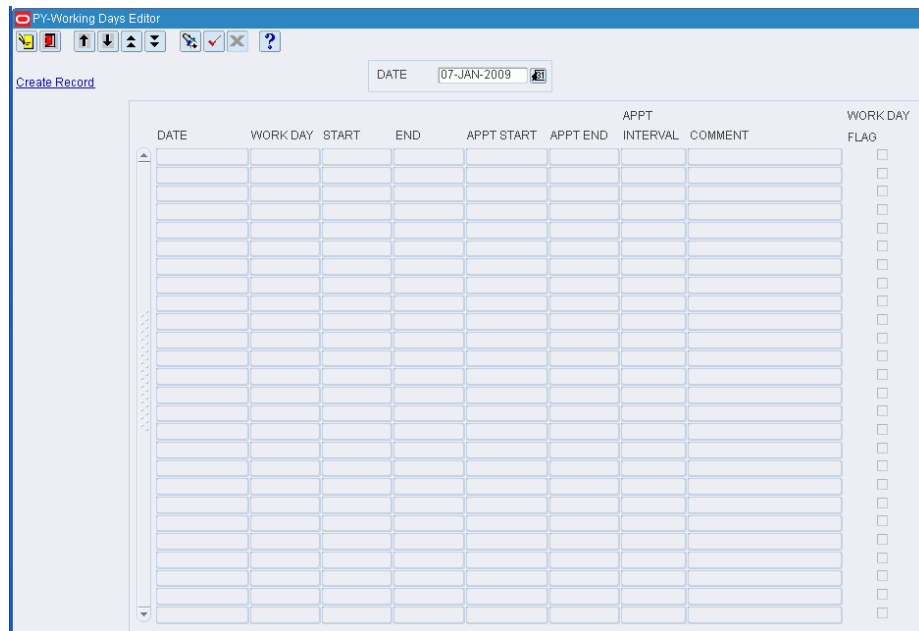 PY-Working Days Editor
?
Create Record
DATE 07-JAN-2009
APPT WORK DAY
DATE WORK DAY START END APPT START APPT END INTERVAL COMMENT FLAG